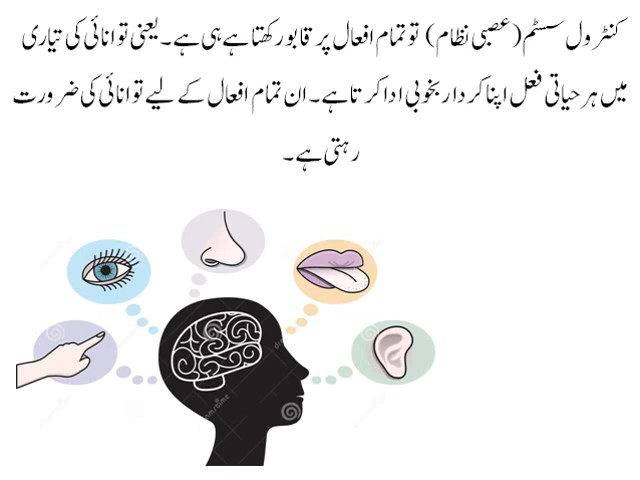 کنٹرول سسٹم (عصبی نظام) تو تمام افعال پر قابو رکھتا ہے ہی ہے۔ یعنی توانائی کی تیاری
میں ہر حیاتی فعل اپنا کردار بخوبی ادا کرتا ہے۔ ان تمام افعال کے لیے توانائی کی ضرورت
رہتی ہے۔